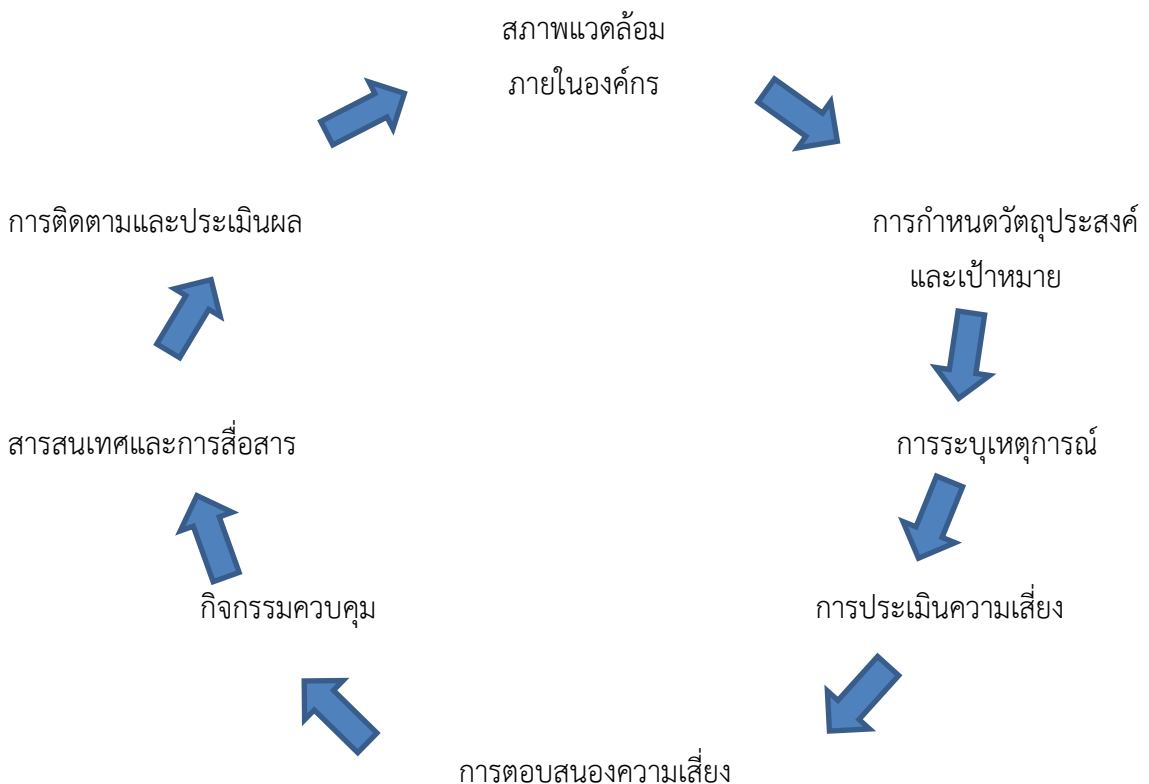 สภาพแวดล้อม
ภายในองค์กร
การติดตามและประเมินผล
การกำหนดวัตถุประสงค์
และเป้าหมาย
สารสนเทศและการสื่อสาร
การระบุเหตุการณ์
กิจกรรมควบคุม
การประเมินความเสี่ยง
การตอบสนองความเสี่ยง